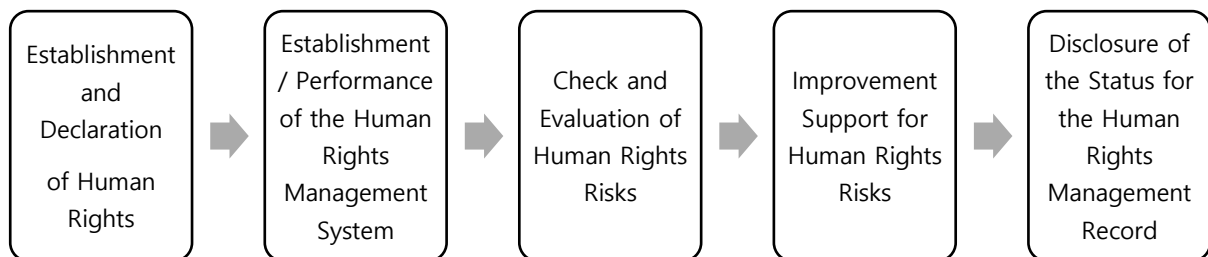 Establishment
and
Declaration
of Human
Rights
Establishment
/ Performance
of the Human
Rights
Management
System
Check and
Evaluation of
Human Rights
Risks
Improvement
Support for
Human Rights
Risks
Disclosure of
the Status for
the Human
Rights
Management
Record